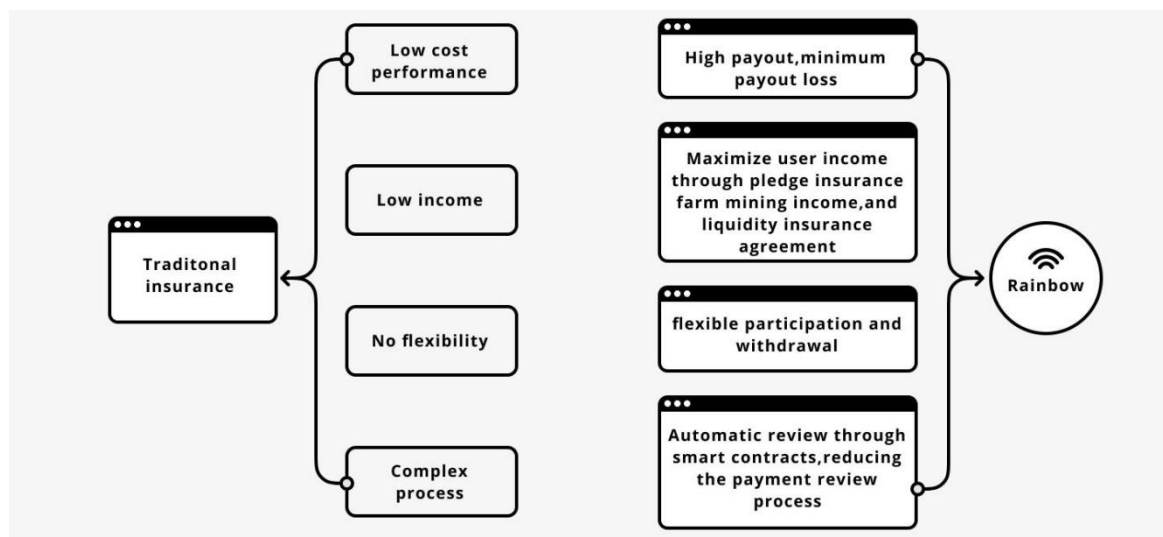 Low cost
performance
Low income
Traditonal
insurance
No flexibility
Complex
process
High payout,minimum
payout loss
Maximize user income
through pledge insurance
farm mining income,and
liquidity insurance
agreement
Rainbow
flexible participation and
withdrawal
Automatic review through
smart contracts,reducing
the payment review
process